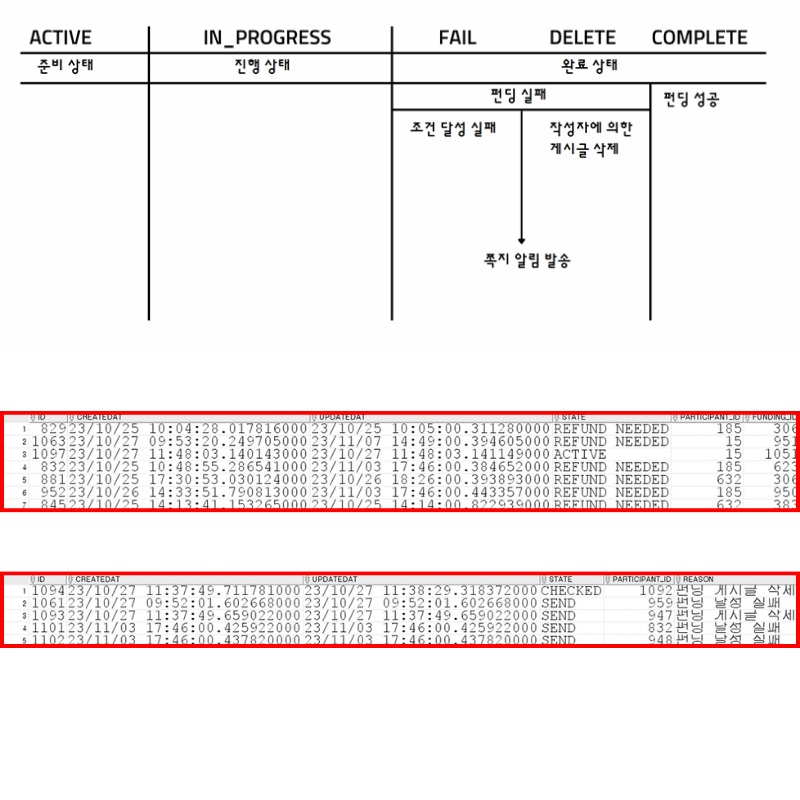 ACTIVE IN_PROGRESS FAIL DELETE COMPLETE
준비 상태 진행 상태 완료 상태
펀딩 실패 펀딩 성공
조건 달성 실패 작성자에 의한
게시글 삭제
쪽지 알림 발송
ID CREATEDAT UPDATEDAT STATE PARTICIPANT_ID FUNDING_ID
1 829 23/10/25 10:04:28.017816000 23/10/25 10:05:00.311280000 REFUND NEEDED 185 306
2 1063 23/10/27 09:53:20.249705000 23/11/07 14:49:00.394605000 REFUND NEEDED 15 951
3 1097 23/10/27 11:48:03.140143000 23/10/27 11:48:03.141149000 ACTIVE 15 1051
4 832 23/10/25 10:48:55.286541000 23/11/03 17:46:00.384652000 REFUND NEEDED 185 623
5 881 23/10/25 17:30:53.030124000 23/10/26 18:26:00.393893000 REFUND NEEDED 632 306
6 952 23/10/26 14:33:51.790813000 23/11/03 17:46:00.443357000 REFUND NEEDED 185 950
7 845 23/10/25 14:13:41.153265000 23/10/25 14:14:00.822939000 REFUND NEEDED 632 383
ID CREATEDAT UPDATEDAT STATE PARTICIPANT_ID REASON
1 1094 23/10/27 11:37:49.711781000 23/10/27 11:38:29.318372000 CHECKED 1092 펀딩 게시글 삭제
2 1061 23/10/27 09:52:01.602668000 23/10/27 09:52:01.602668000 SEND 959 펀딩 달성 실패
3 1093 23/10/27 11:37:49.659022000 23/10/27 11:37:49.659022000 SEND 947 펀딩 게시글 삭제
4 1101 23/11/03 17:46:00.425922000 23/11/03 17:46:00.425922000 SEND 832 펀딩 달성 실패
5 1102 23/11/03 17:46:00.437820000 23/11/03 17:46:00.437820000 SEND 948 펀딩 달성 실패